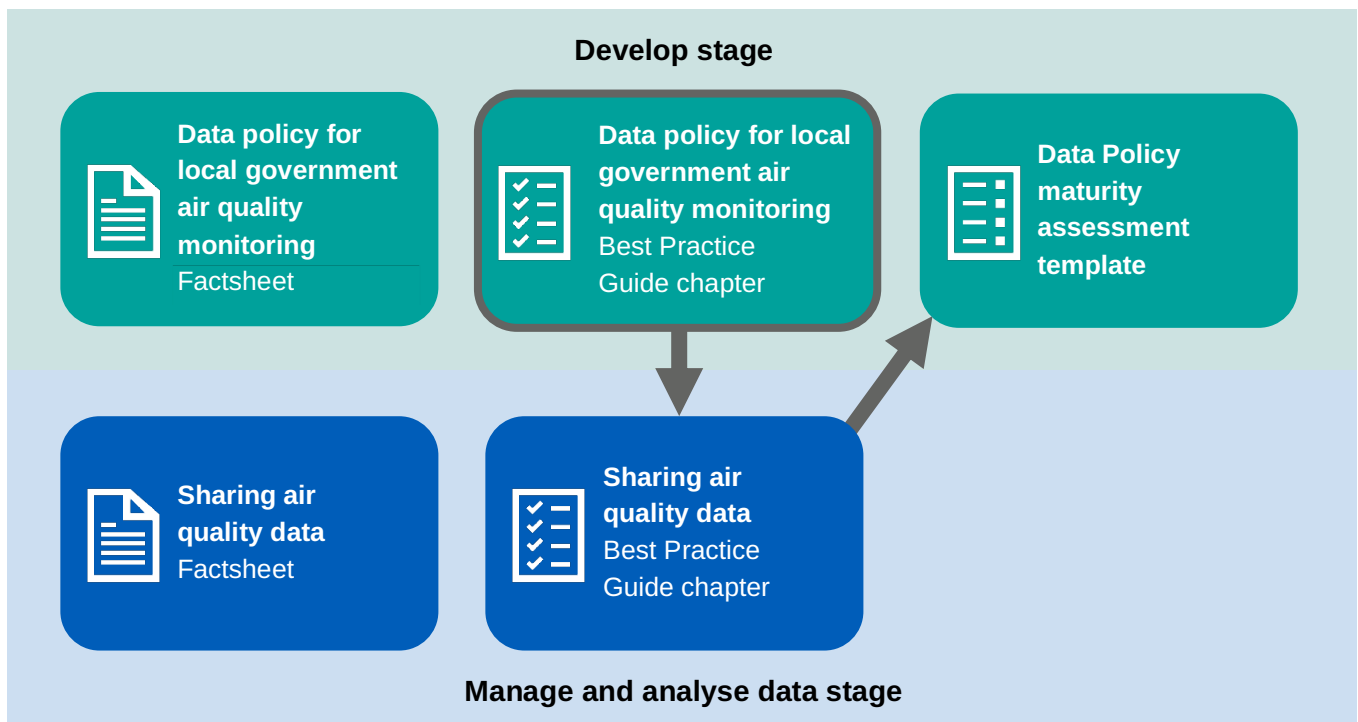 Develop stage
Data policy for
local government
air quality
monitoring
Factsheet
Data policy for local
government air
quality monitoring
Best Practice
Guide chapter
Data Policy
maturity
assessment
template
Sharing air
quality data
Factsheet
Sharing air
quality data
Best Practice
Guide chapter
Manage and analyse data stage